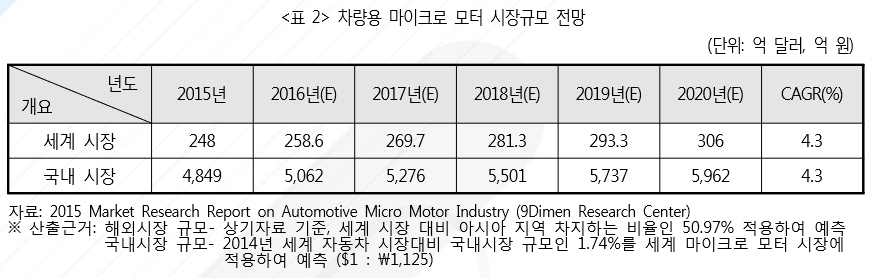 <표 2> 차량용 마이크로 모터 시장규모 전망
(단위: 억 달러, 억 원)
년도
개요
2015년 2016년(E) 2017년(E) 2018년(E) 2019년(E) 2020년(E) CAGR(%)
세계 시장 248 258.6 269.7 281.3 293.3 306 4.3
국내 시장 4,849 5,062 5,276 5,501 5,737 5,962 4.3
자료: 2015 Market Research Report on Automotive Micro Motor Industry (9Dimen Research Center)
※ 산출근거: 해외시장 규모- 상기자료 기준, 세계 시장 대비 아시아 지역 차지하는 비율인 50.97% 적용하여 예측
국내시장 규모- 2014년 세계 자동차 시장대비 국내시장 규모인 1.74%를 세계 마이크로 모터 시장에
적용하여 예측 ($1 : ₩1,125)